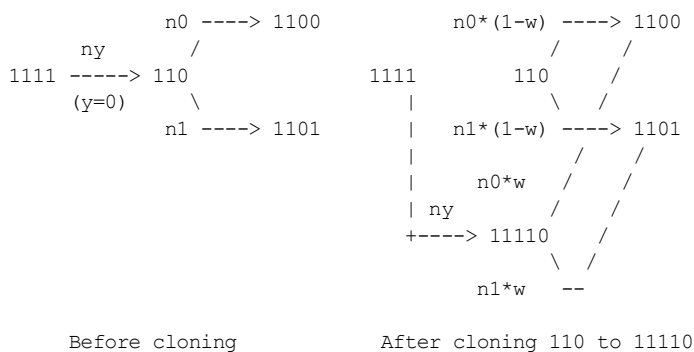 n0 ----> 1100 n0*(1-w) ----> 1100
ny / / /
1111 -----> 110 1111 110 /
(y=0) \ | \ /
n1 ----> 1101 | n1*(1-w) ----> 1101
| / /
| n0*w / /
| ny / /
+----> 11110 /
\ /
n1*w --
Before cloning After cloning 110 to 11110